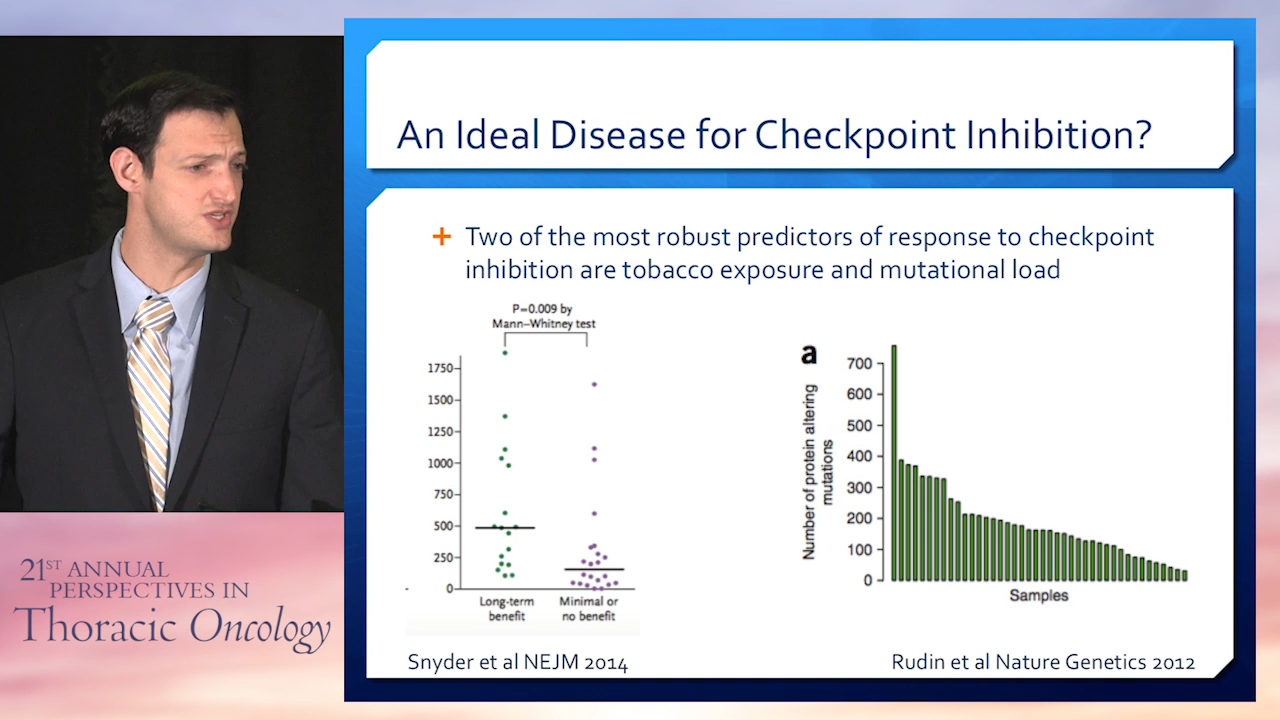 An Ideal Disease for Checkpoint Inhibition?
+ Two of the most robust predictors of response to checkpoint
inhibition are tobacco exposure and mutational load
P=0.009 by
Mann–Whitney test
1750
1500
1250
1000
750
500
250
0
Long-term
benefit
Minimal or
no benefit
Snyder et al NEJM 2014
a
Number of protein altering
mutations
700
600
500
400
300
200
100
0
Samples
Rudin et al Nature Genetics 2012
21ST ANNUAL
PERSPECTIVES IN
Thoracic Oncology